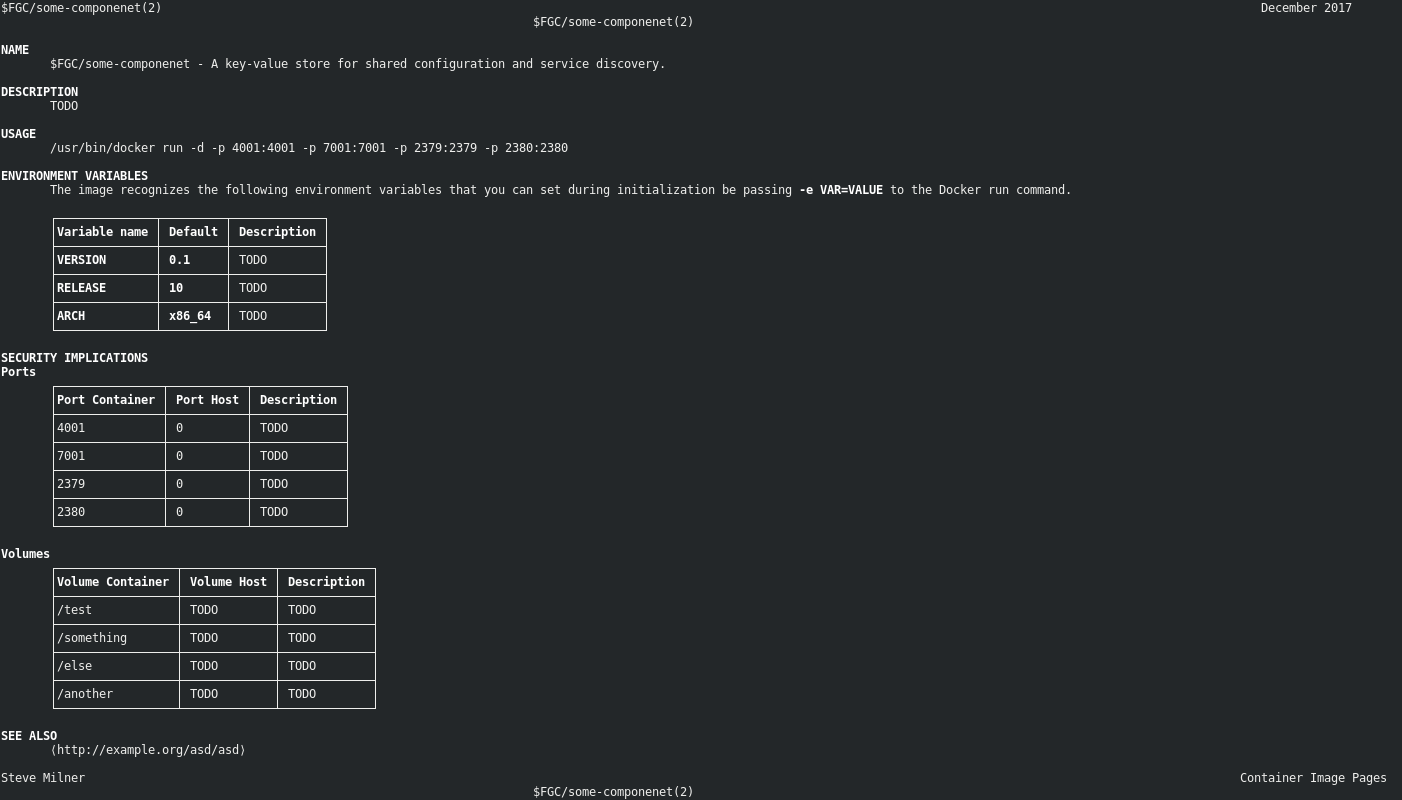 $FGC/some-componenet(2) December 2017
$FGC/some-componenet(2)
NAME
$FGC/some-componenet - A key-value store for shared configuration and service discovery.
DESCRIPTION
TODO
USAGE
/usr/bin/docker run -d -p 4001:4001 -p 7001:7001 -p 2379:2379 -p 2380:2380
ENVIRONMENT VARIABLES
The image recognizes the following environment variables that you can set during initialization be passing -e VAR=VALUE to the Docker run command.
Variable name Default Description
VERSION 0.1 TODO
RELEASE 10 TODO
ARCH x86_64 TODO
SECURITY IMPLICATIONS
Ports
Port Container Port Host Description
4001 0 TODO
7001 0 TODO
2379 0 TODO
2380 0 TODO
Volumes
Volume Container Volume Host Description
/test TODO TODO
/something TODO TODO
/else TODO TODO
/another TODO TODO
SEE ALSO
⟨http://example.org/asd/asd⟩
Steve Milner Container Image Pages
$FGC/some-componenet(2)